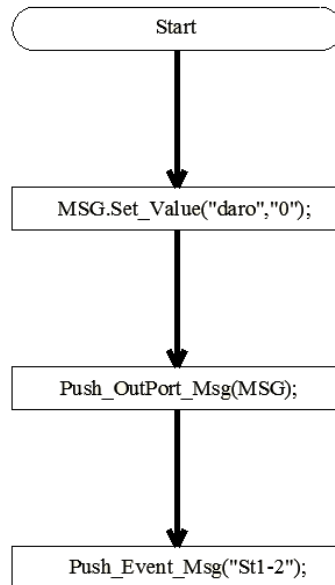 Start
MSG.Set_Value("daro","0");
Push_OutPort_Msg(MSG);
Push_Event_Msg("St1-2");